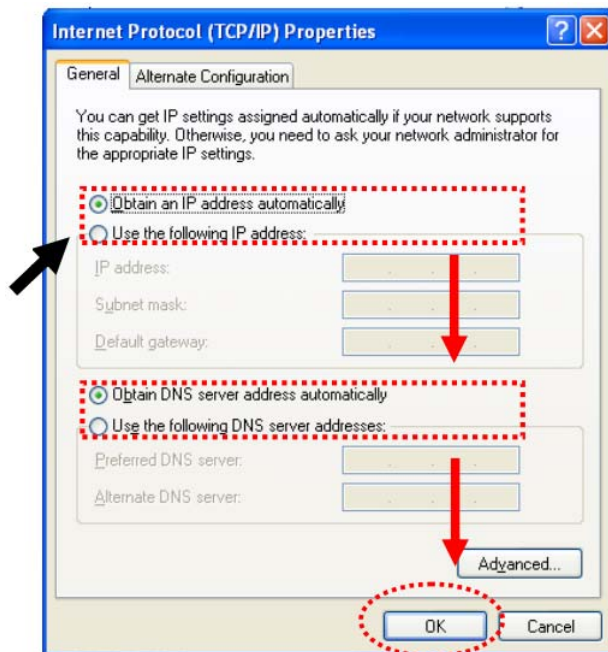 Internet Protocol (TCP/IP) Properties
General
Alternate Configuration
You can get IP settings assigned automatically if your network supports
this capability. Otherwise, you need to ask your network administrator for
the appropriate IP settings.
Obtain an IP address automatically
Use the following IP address:
IP address:
Subnet mask:
Default gateway:
Obtain DNS server address automatically
Use the following DNS server addresses:
Preferred DNS server:
Alternate DNS server:
Advanced...
OK
Cancel